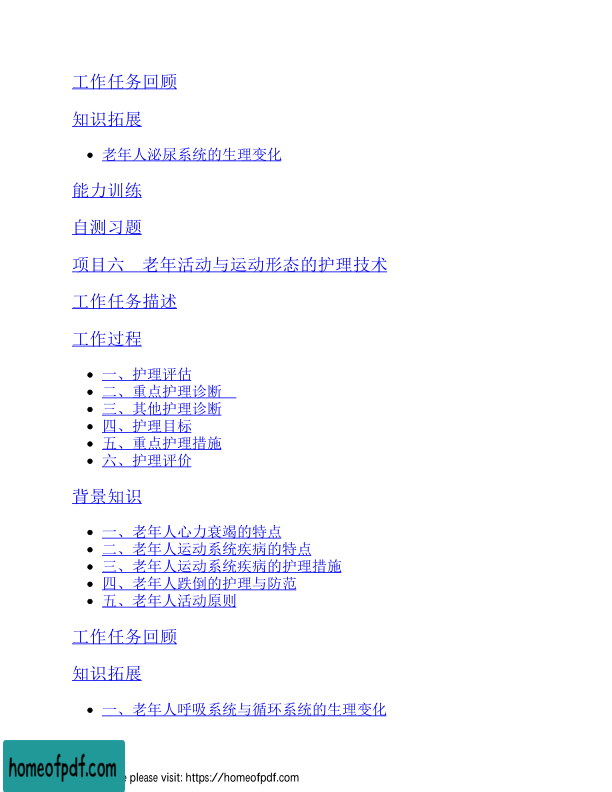 工作任务回顾
知识拓展
• 老年人泌尿系统的生理变化
能力训练
自测习题
项目六　老年活动与运动形态的护理技术
工作任务描述
工作过程
• 一、护理评估
• 二、重点护理诊断
• 三、其他护理诊断
• 四、护理目标
• 五、重点护理措施
• 六、护理评价
背景知识
• 一、老年人心力衰竭的特点
• 二、老年人运动系统疾病的特点
• 三、老年人运动系统疾病的护理措施
• 四、老年人跌倒的护理与防范
• 五、老年人活动原则
工作任务回顾
知识拓展
• 一、老年人呼吸系统与循环系统的生理变化
homeofpdf.com
please visit: https://homeofpdf.com